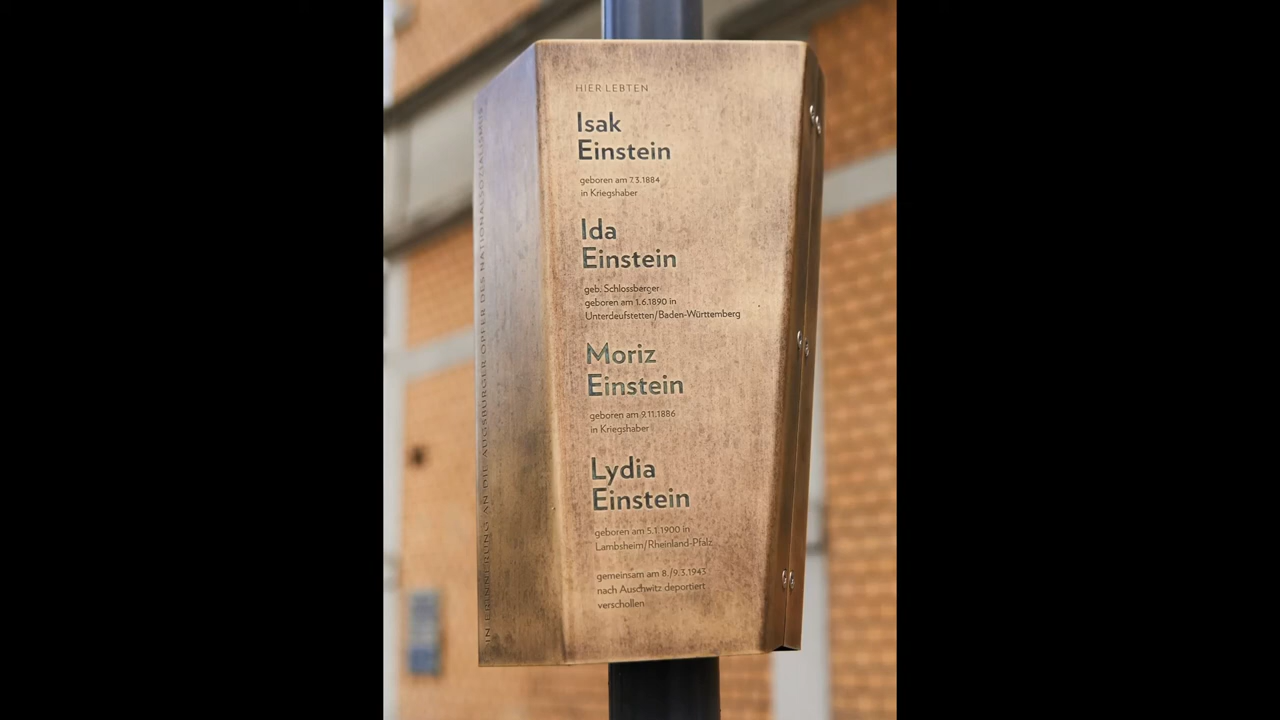 HIER LEBTEN
Isak
Einstein
geboren am 7.3.1884
in Kriegshaber
Ida
Einstein
geb. Schlossberger
geboren am 1.6.1890 in
Unterdeufstetten/Baden-Württemberg
Moriz
Einstein
geboren am 9.11.1886
in Kriegshaber
Lydia
Einstein
geboren am 5.1.1900 in
Lambsheim/Rheinland-Pfalz
gemeinsam am 8./9.3.1943
nach Auschwitz deportiert
verschollen
IN ERINNERUNG AN DIE AUGSBURGER OPFER DES NATIONALSOZIALISMUS